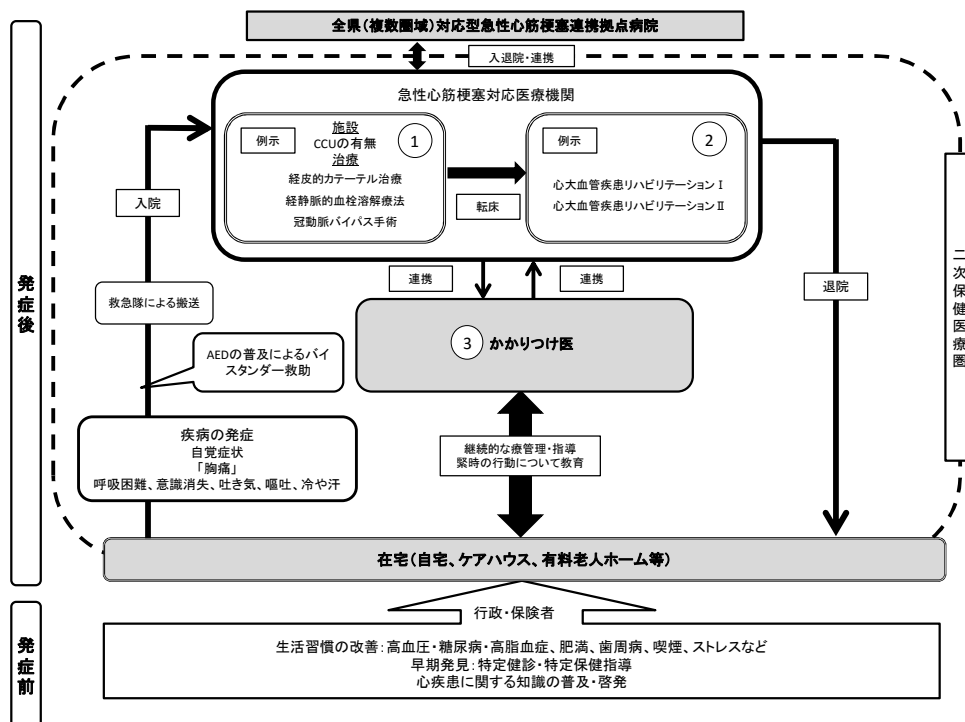 全県（複数圏域）対応型急性心筋梗塞連携拠点病院
入退院・連携
急性心筋梗塞対応医療機関
例示
施設
CCUの有無
治療
経皮的カテーテル治療
経静脈的血栓溶解療法
冠動脈バイパス手術
1
転床
例示
2
心大血管疾患リハビリテーションⅠ
心大血管疾患リハビリテーションⅡ
入院
連携
連携
退院
二次保健医療圏
発症後
救急隊による搬送
AEDの普及によるバイ
スタンダー救助
3
かかりつけ医
疾病の発症
自覚症状
「胸痛」
呼吸困難、意識消失、吐き気、嘔吐、冷や汗
継続的な療管理・指導
緊時の行動について教育
在宅（自宅、ケアハウス、有料老人ホーム等）
発症前
行政・保険者
生活習慣の改善：高血圧・糖尿病・高脂血症、肥満、歯周病、喫煙、ストレスなど
早期発見：特定健診・特定保健指導
心疾患に関する知識の普及・啓発